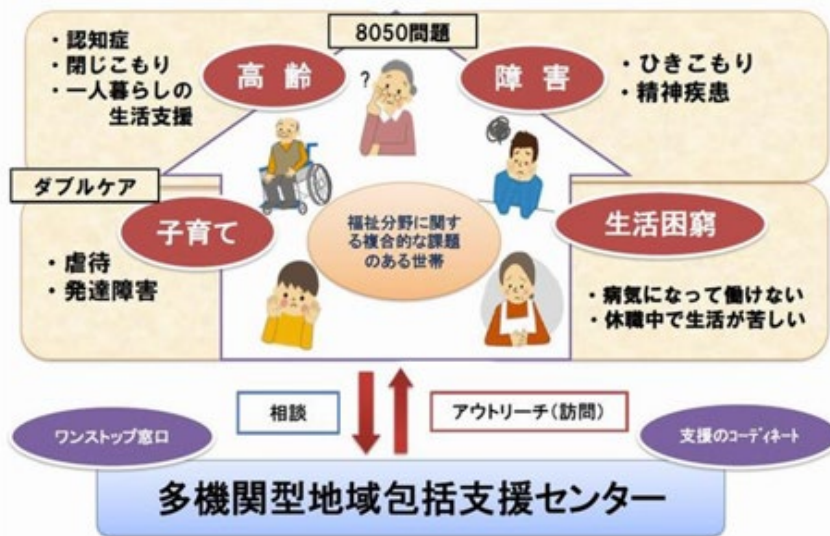 8050問題
・認知症
・閉じこもり
・一人暮らしの
生活支援
高齢
?
障害
・ひきこもり
・精神疾患
ダブルケア
子育て
・虐待
・発達障害
福祉分野に関す
る複合的な課題
のある世帯
生活困窮
・病気になって働けない
・休職中で生活が苦しい
相談
アウトリーチ(訪問)
ワンストップ窓口
支援のコーディネート
多機関型地域包括支援センター